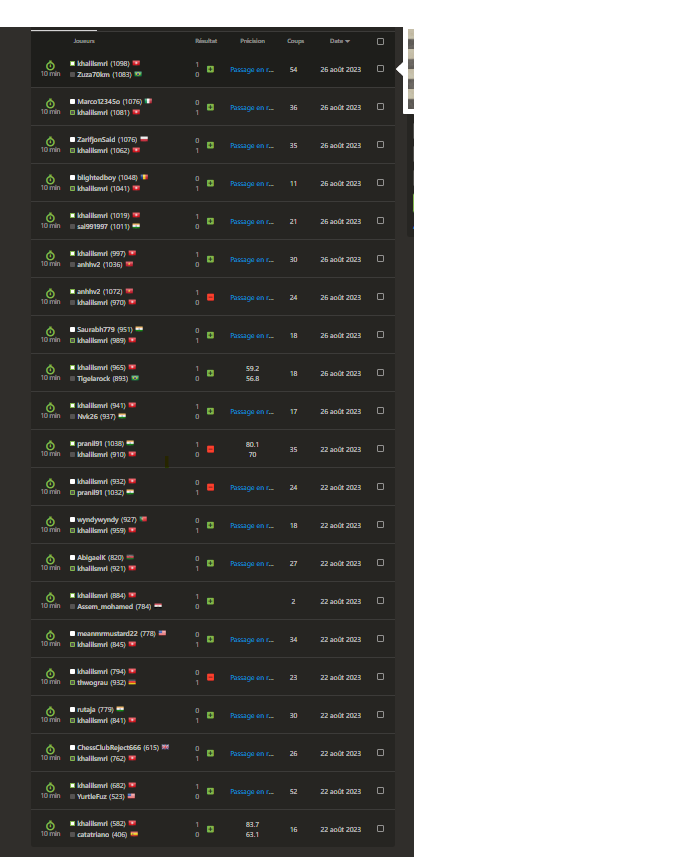 Joueurs Résultat Précision Coups Date
khalilsmri (1098) 1
10 min Zuza70km (1083) 0 Passage en r... 54 26 août 2023
Marco1234So (1076) 0
10 min khalilsmri (1081) 1 Passage en r... 36 26 août 2023
ZarifjonSaid (1076) 0
10 min khalilsmri (1062) 1 Passage en r... 35 26 août 2023
blightedboy (1048) 0
10 min khalilsmri (1041) 1 Passage en r... 11 26 août 2023
khalilsmri (1019) 1
10 min sai991997 (1011) 0 Passage en r... 21 26 août 2023
khalilsmri (997) 1
10 min anhhv2 (1036) 0 Passage en r... 30 26 août 2023
anhhv2 (1072) 1
10 min khalilsmri (970) 0 Passage en r... 24 26 août 2023
Saurabh779 (951) 0
10 min khalilsmri (989) 1 Passage en r... 18 26 août 2023
khalilsmri (965) 1 59.2
10 min Tigelarock (893) 0 56.8 18 26 août 2023
khalilsmri (941) 1
10 min Nvk26 (937) 0 Passage en r... 17 26 août 2023
pranil91 (1038) 1 80.1
10 min khalilsmri (910) 0 70 35 22 août 2023
khalilsmri (932) 0
10 min pranil91 (1032) 1 Passage en r... 24 22 août 2023
wyndywyndy (927) 0
10 min khalilsmri (959) 1 Passage en r... 18 22 août 2023
AbigaelK (820) 0
10 min khalilsmri (921) 1 Passage en r... 27 22 août 2023
khalilsmri (884) 1
10 min Assem_mohamed (784) 0 2 22 août 2023
meanmrmustard22 (778) 0
10 min khalilsmri (845) 1 Passage en r... 34 22 août 2023
khalilsmri (794) 0
10 min thwograu (932) 1 Passage en r... 23 22 août 2023
rutaja (779) 0
10 min khalilsmri (841) 1 Passage en r... 30 22 août 2023
ChessClubReject666 (615) 0
10 min khalilsmri (762) 1 Passage en r... 26 22 août 2023
khalilsmri (682) 1
10 min YurtleFuz (523) 0 Passage en r... 52 22 août 2023
khalilsmri (582) 1 83.7
10 min catatriano (406) 0 63.1 16 22 août 2023